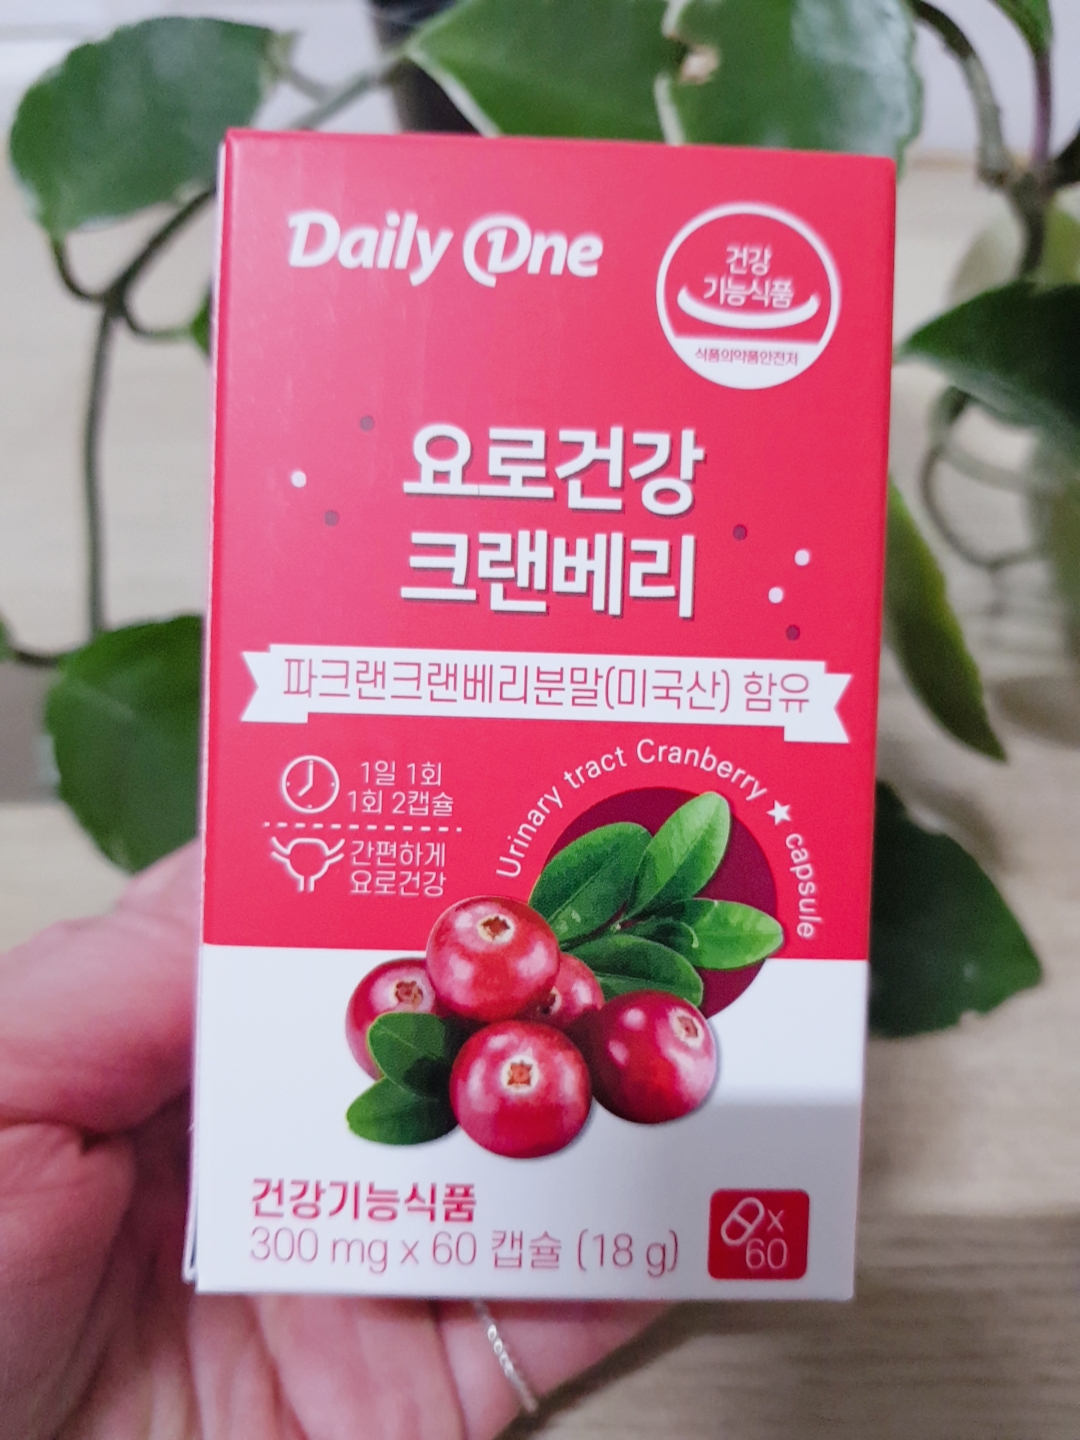 Daily One
건강
기능식품
식품의약품안전처
요로건강
크랜베리
파크랜크랜베리분말(미국산) 함유
1일 1회
1회 2캡슐
간편하게
요로건강
Urinary tract Cranberry ★ capsule
건강기능식품
300 mg x 60 캡슐 (18 g)
x
60